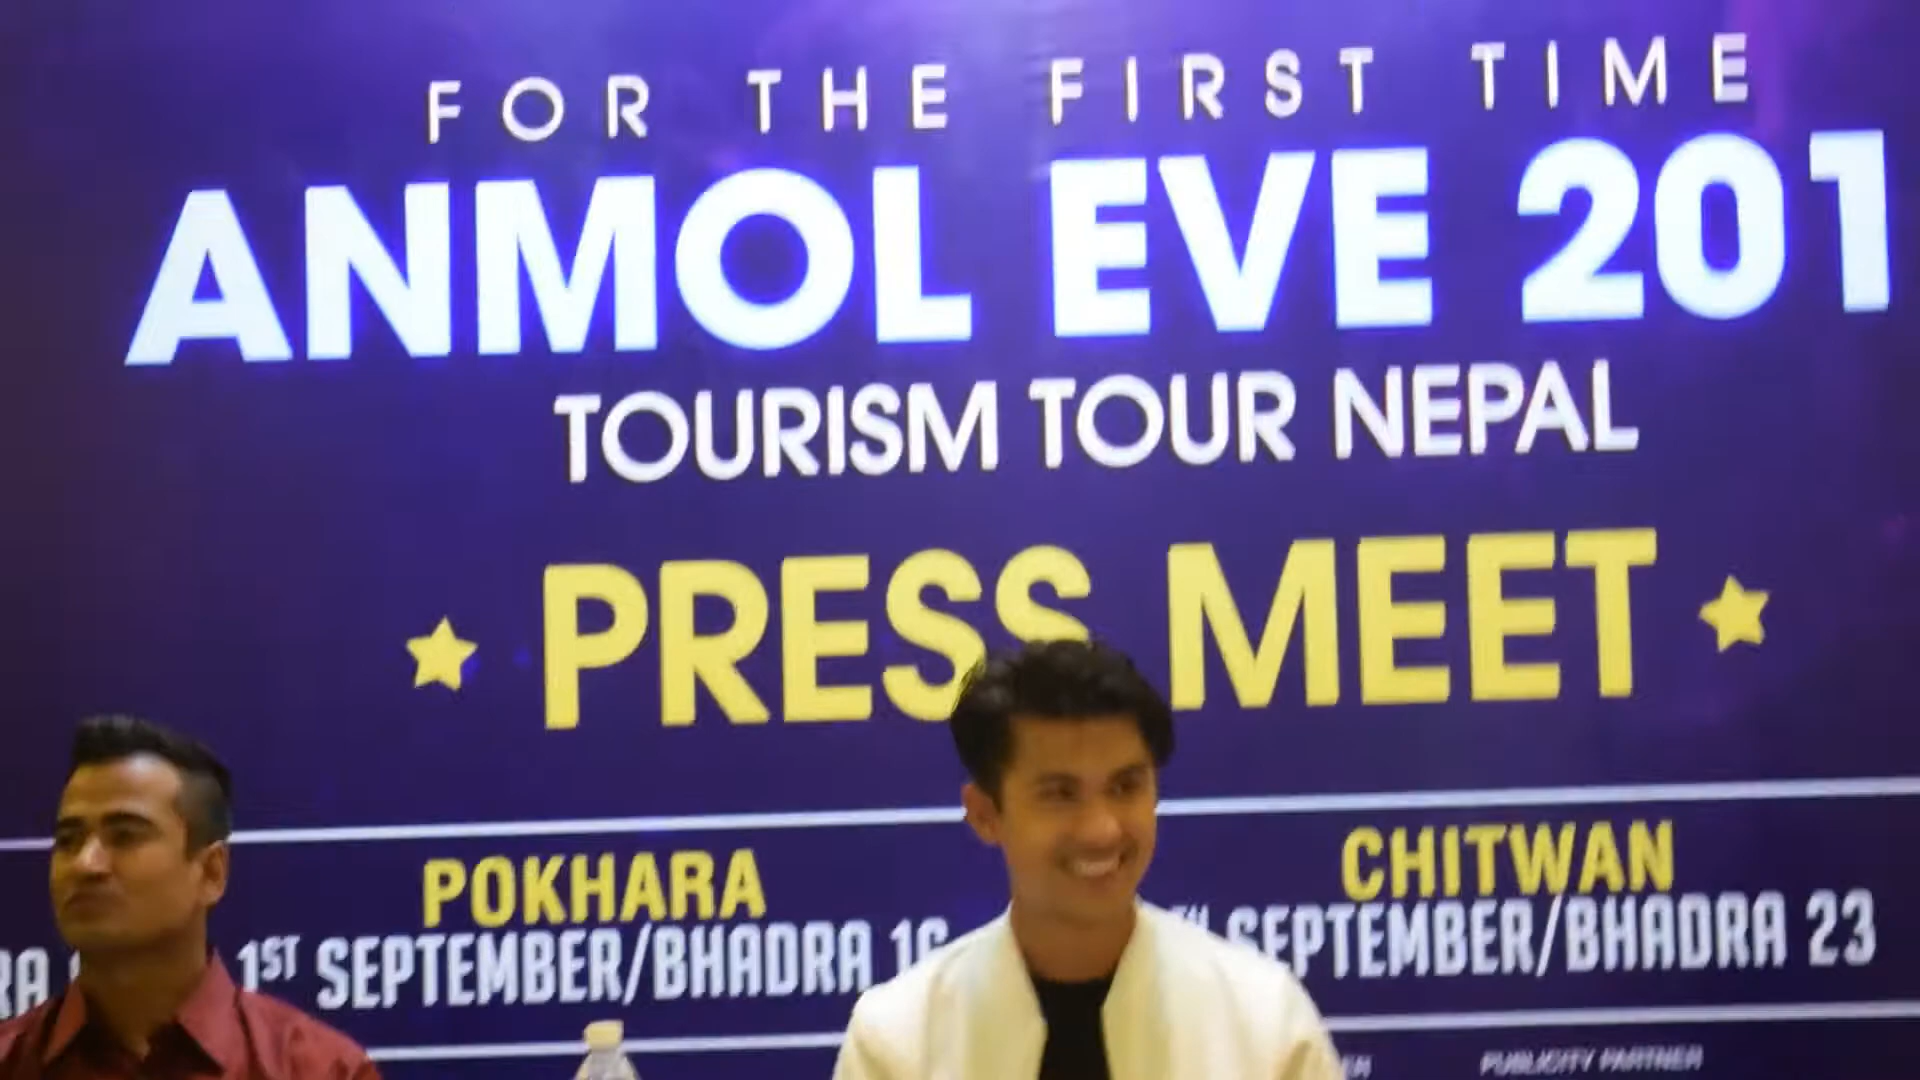 FOR THE FIRST TIME
ANMOL EVE 201
TOURISM TOUR NEPAL
PRESS MEET
POKHARA
1ST SEPTEMBER/BHADRA 16
CHITWAN
SEPTEMBER/BHADRA 23
PUBLICITY PARTNER